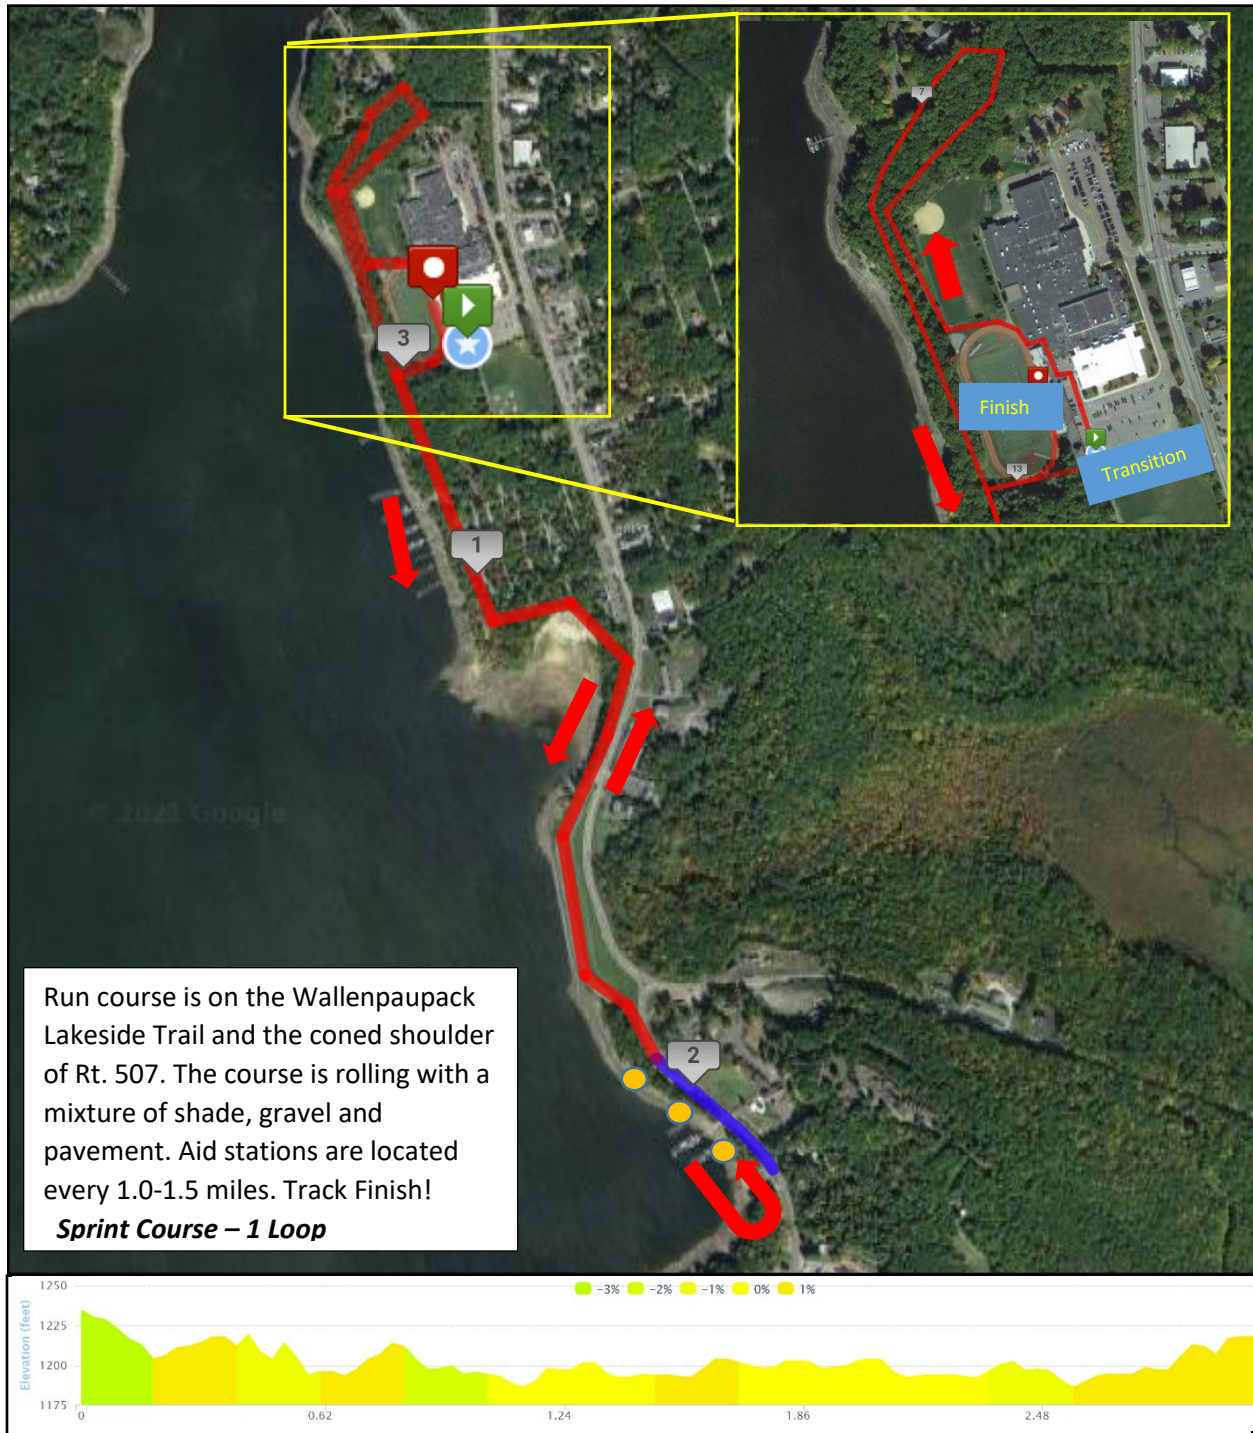 7
Finish
13
Transition
3
1
© 2021 Google
2
Run course is on the Wallenpaupack
Lakeside Trail and the coned shoulder
of Rt. 507. The course is rolling with a
mixture of shade, gravel and
pavement. Aid stations are located
every 1.0-1.5 miles. Track Finish!
Sprint Course – 1 Loop
-3% -2% -1% 0% 1%
Elevation (feet)
1250
1225
1200
1175
0 0.62 1.24 1.86 2.48